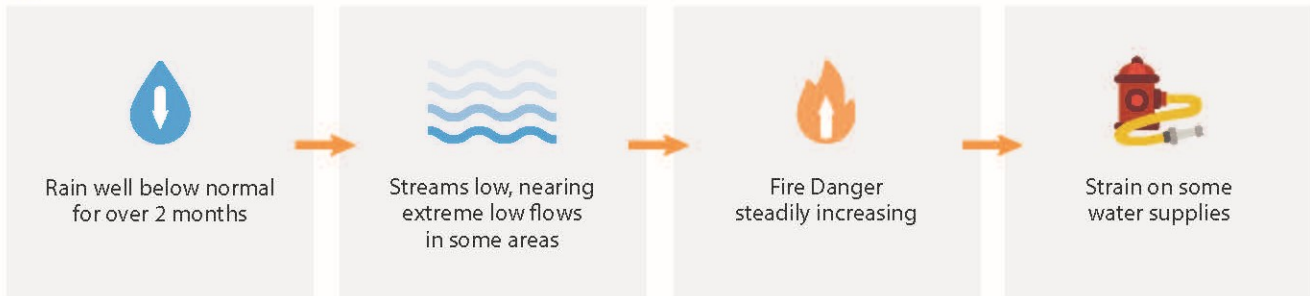 Rain well below normal
for over 2 months
Streams low, nearing
extreme low flows
in some areas
Fire Danger
steadily increasing
Strain on some
water supplies